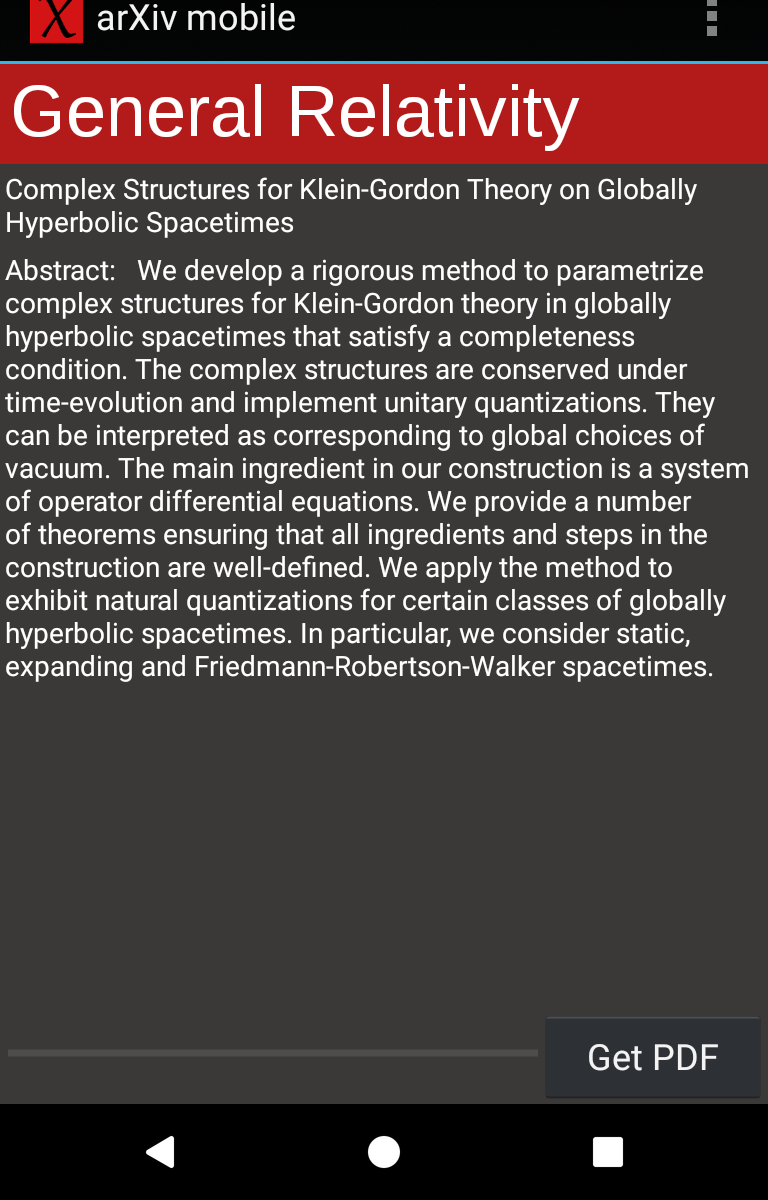 X arXiv mobile
General Relativity
Complex Structures for Klein-Gordon Theory on Globally
Hyperbolic Spacetimes
Abstract:   We develop a rigorous method to parametrize
complex structures for Klein-Gordon theory in globally
hyperbolic spacetimes that satisfy a completeness
condition. The complex structures are conserved under
time-evolution and implement unitary quantizations. They
can be interpreted as corresponding to global choices of
vacuum. The main ingredient in our construction is a system
of operator differential equations. We provide a number
of theorems ensuring that all ingredients and steps in the
construction are well-defined. We apply the method to
exhibit natural quantizations for certain classes of globally
hyperbolic spacetimes. In particular, we consider static,
expanding and Friedmann-Robertson-Walker spacetimes.
Get PDF